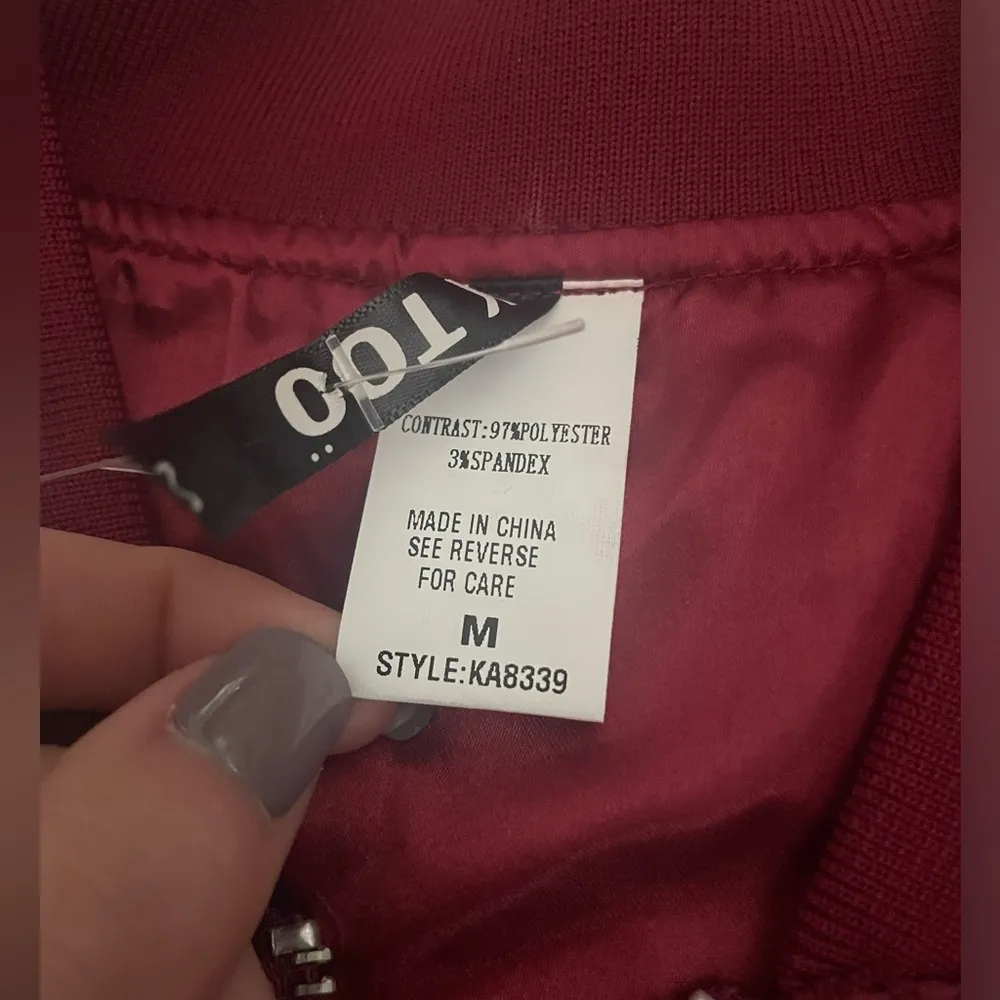 CONTRAST:97%POLYESTER
3%SPANDEX
MADE IN CHINA
SEE REVERSE
FOR CARE
M
STYLE:KA8339